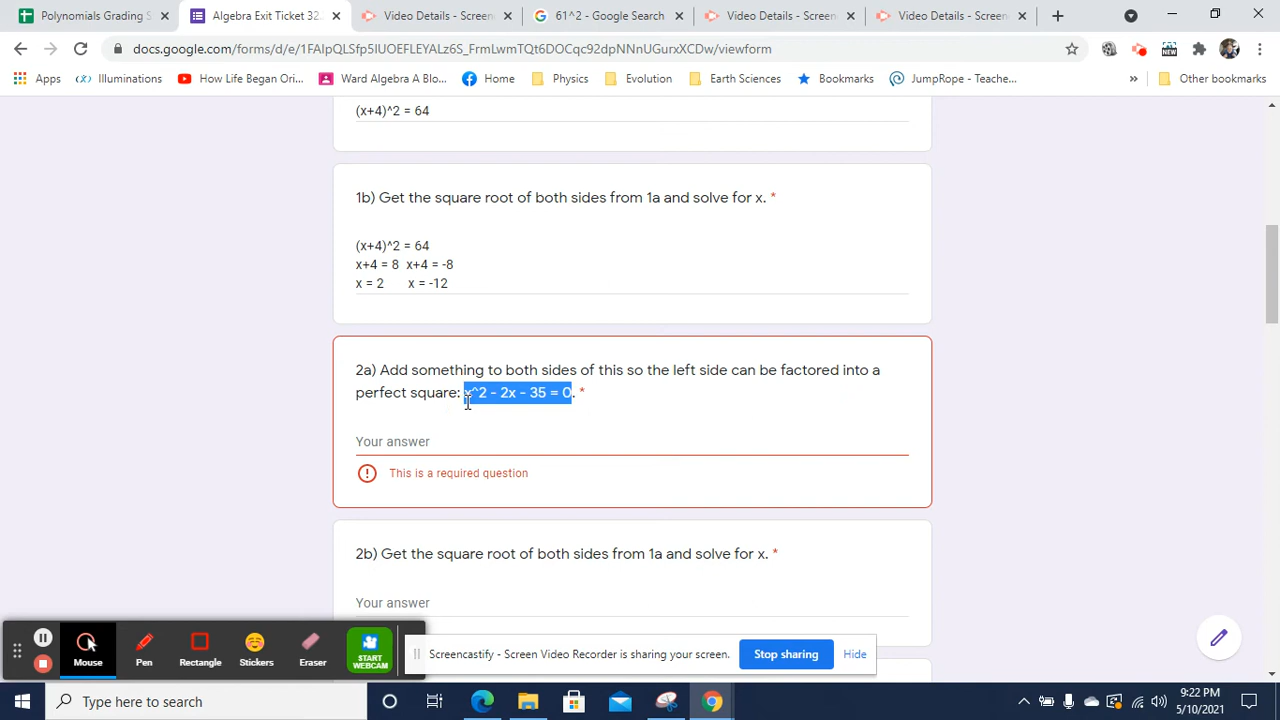 Polynomials Grading S
Algebra Exit Ticket 32.
Video Details - Screen
61^2 - Google Search
Video Details - Screen
Video Details - Screen
docs.google.com/forms/d/e/1FAIpQLSfp5IUOEFLEYALz6S_FrmLwmTQt6DOCqc92dpNNnUGurxXCDw/viewform
Apps
Illuminations
How Life Began Ori...
Ward Algebra A Blo...
Home
Physics
Evolution
Earth Sciences
Bookmarks
JumpRope - Teache...
»
Other bookmarks
(x+4)^2 = 64
1b) Get the square root of both sides from 1a and solve for x. *
(x+4)^2 = 64
x+4 = 8 x+4 = -8
x = 2 x = -12
2a) Add something to both sides of this so the left side can be factored into a
perfect square: x^2 - 2x - 35 = 0. *
Your answer
This is a required question
2b) Get the square root of both sides from 1a and solve for x. *
Your answer
Mouse
Pen
Rectangle
Stickers
Eraser
START
WEBCAM
Screencastify - Screen Video Recorder is sharing your screen.
Stop sharing
Hide
Type here to search
9:22 PM
5/10/2021